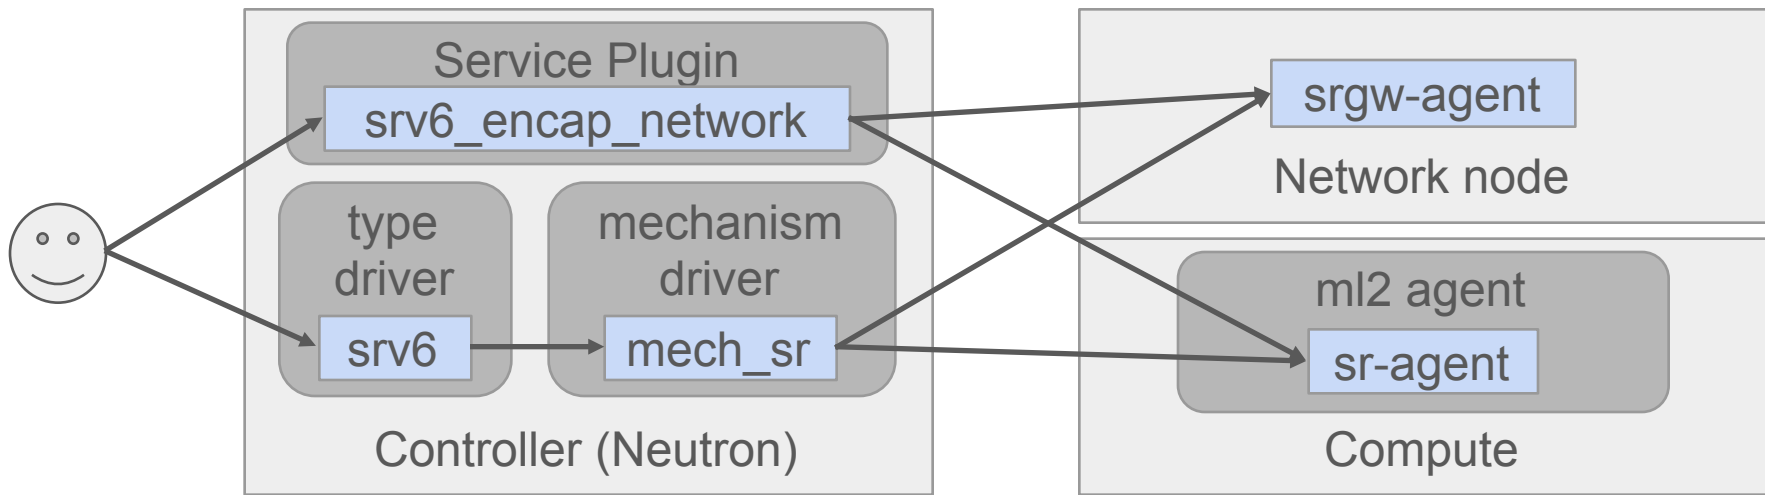 Service Plugin
srv6_encap_network
type
driver
srv6
mechanism
driver
mech_sr
Controller (Neutron)
srgw-agent
Network node
ml2 agent
sr-agent
Compute